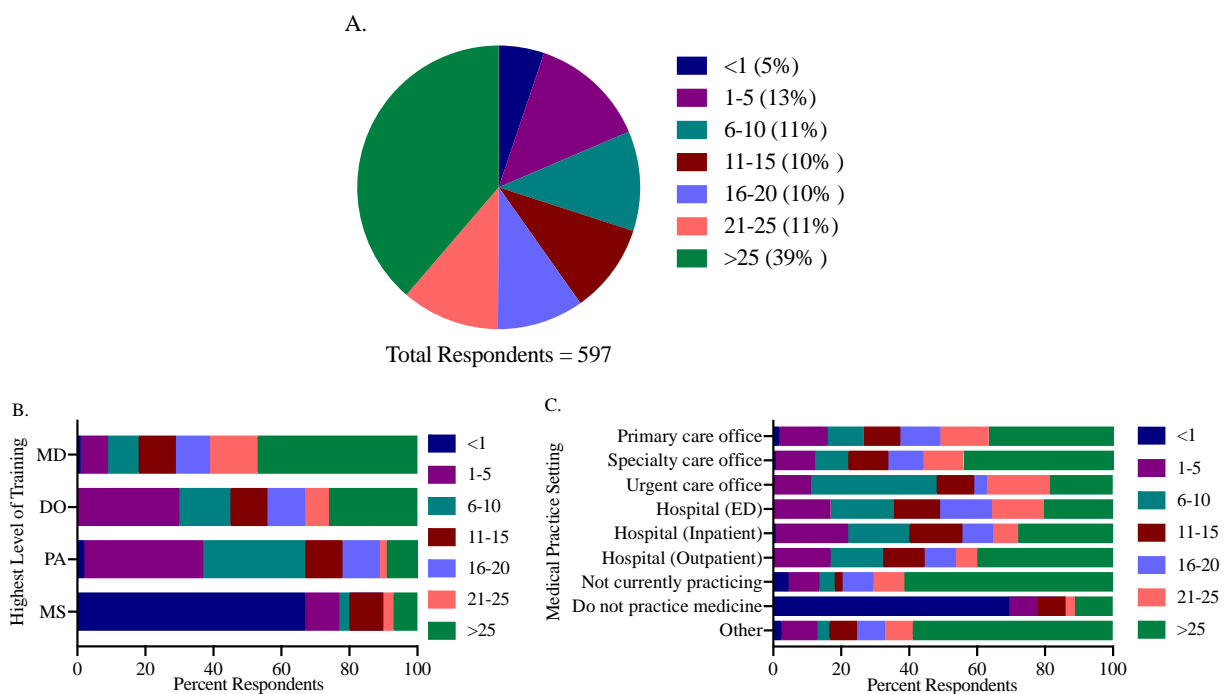 A.
<1 (5%)
1-5 (13%)
6-10 (11%)
11-15 (10% )
16-20 (10% )
21-25 (11%)
>25 (39% )
Total Respondents = 597
B.
Highest Level of Training
MD
DO
PA
MS
0 20 40 60 80 100
Percent Respondents
<1
1-5
6-10
11-15
16-20
21-25
>25
C.
Medical Practice Setting
Primary care office
Specialty care office
Urgent care office
Hospital (ED)
Hospital (Inpatient)
Hospital (Outpatient)
Not currently practicing
Do not practice medicine
Other
0 20 40 60 80 100
Percent Respondents
<1
1-5
6-10
11-15
16-20
21-25
>25